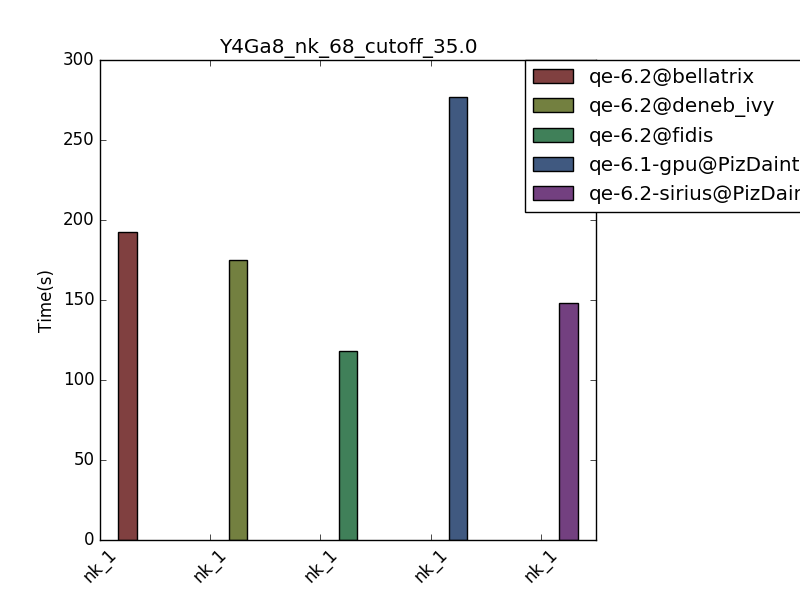 Y4Ga8_nk_68_cutoff_35.0
300
250
200
150
100
50
0
Time(s)
nk_1
nk_1
nk_1
nk_1
nk_1
qe-6.2@bellatrix
qe-6.2@deneb_ivy
qe-6.2@fidis
qe-6.1-gpu@PizDaint
qe-6.2-sirius@PizDain